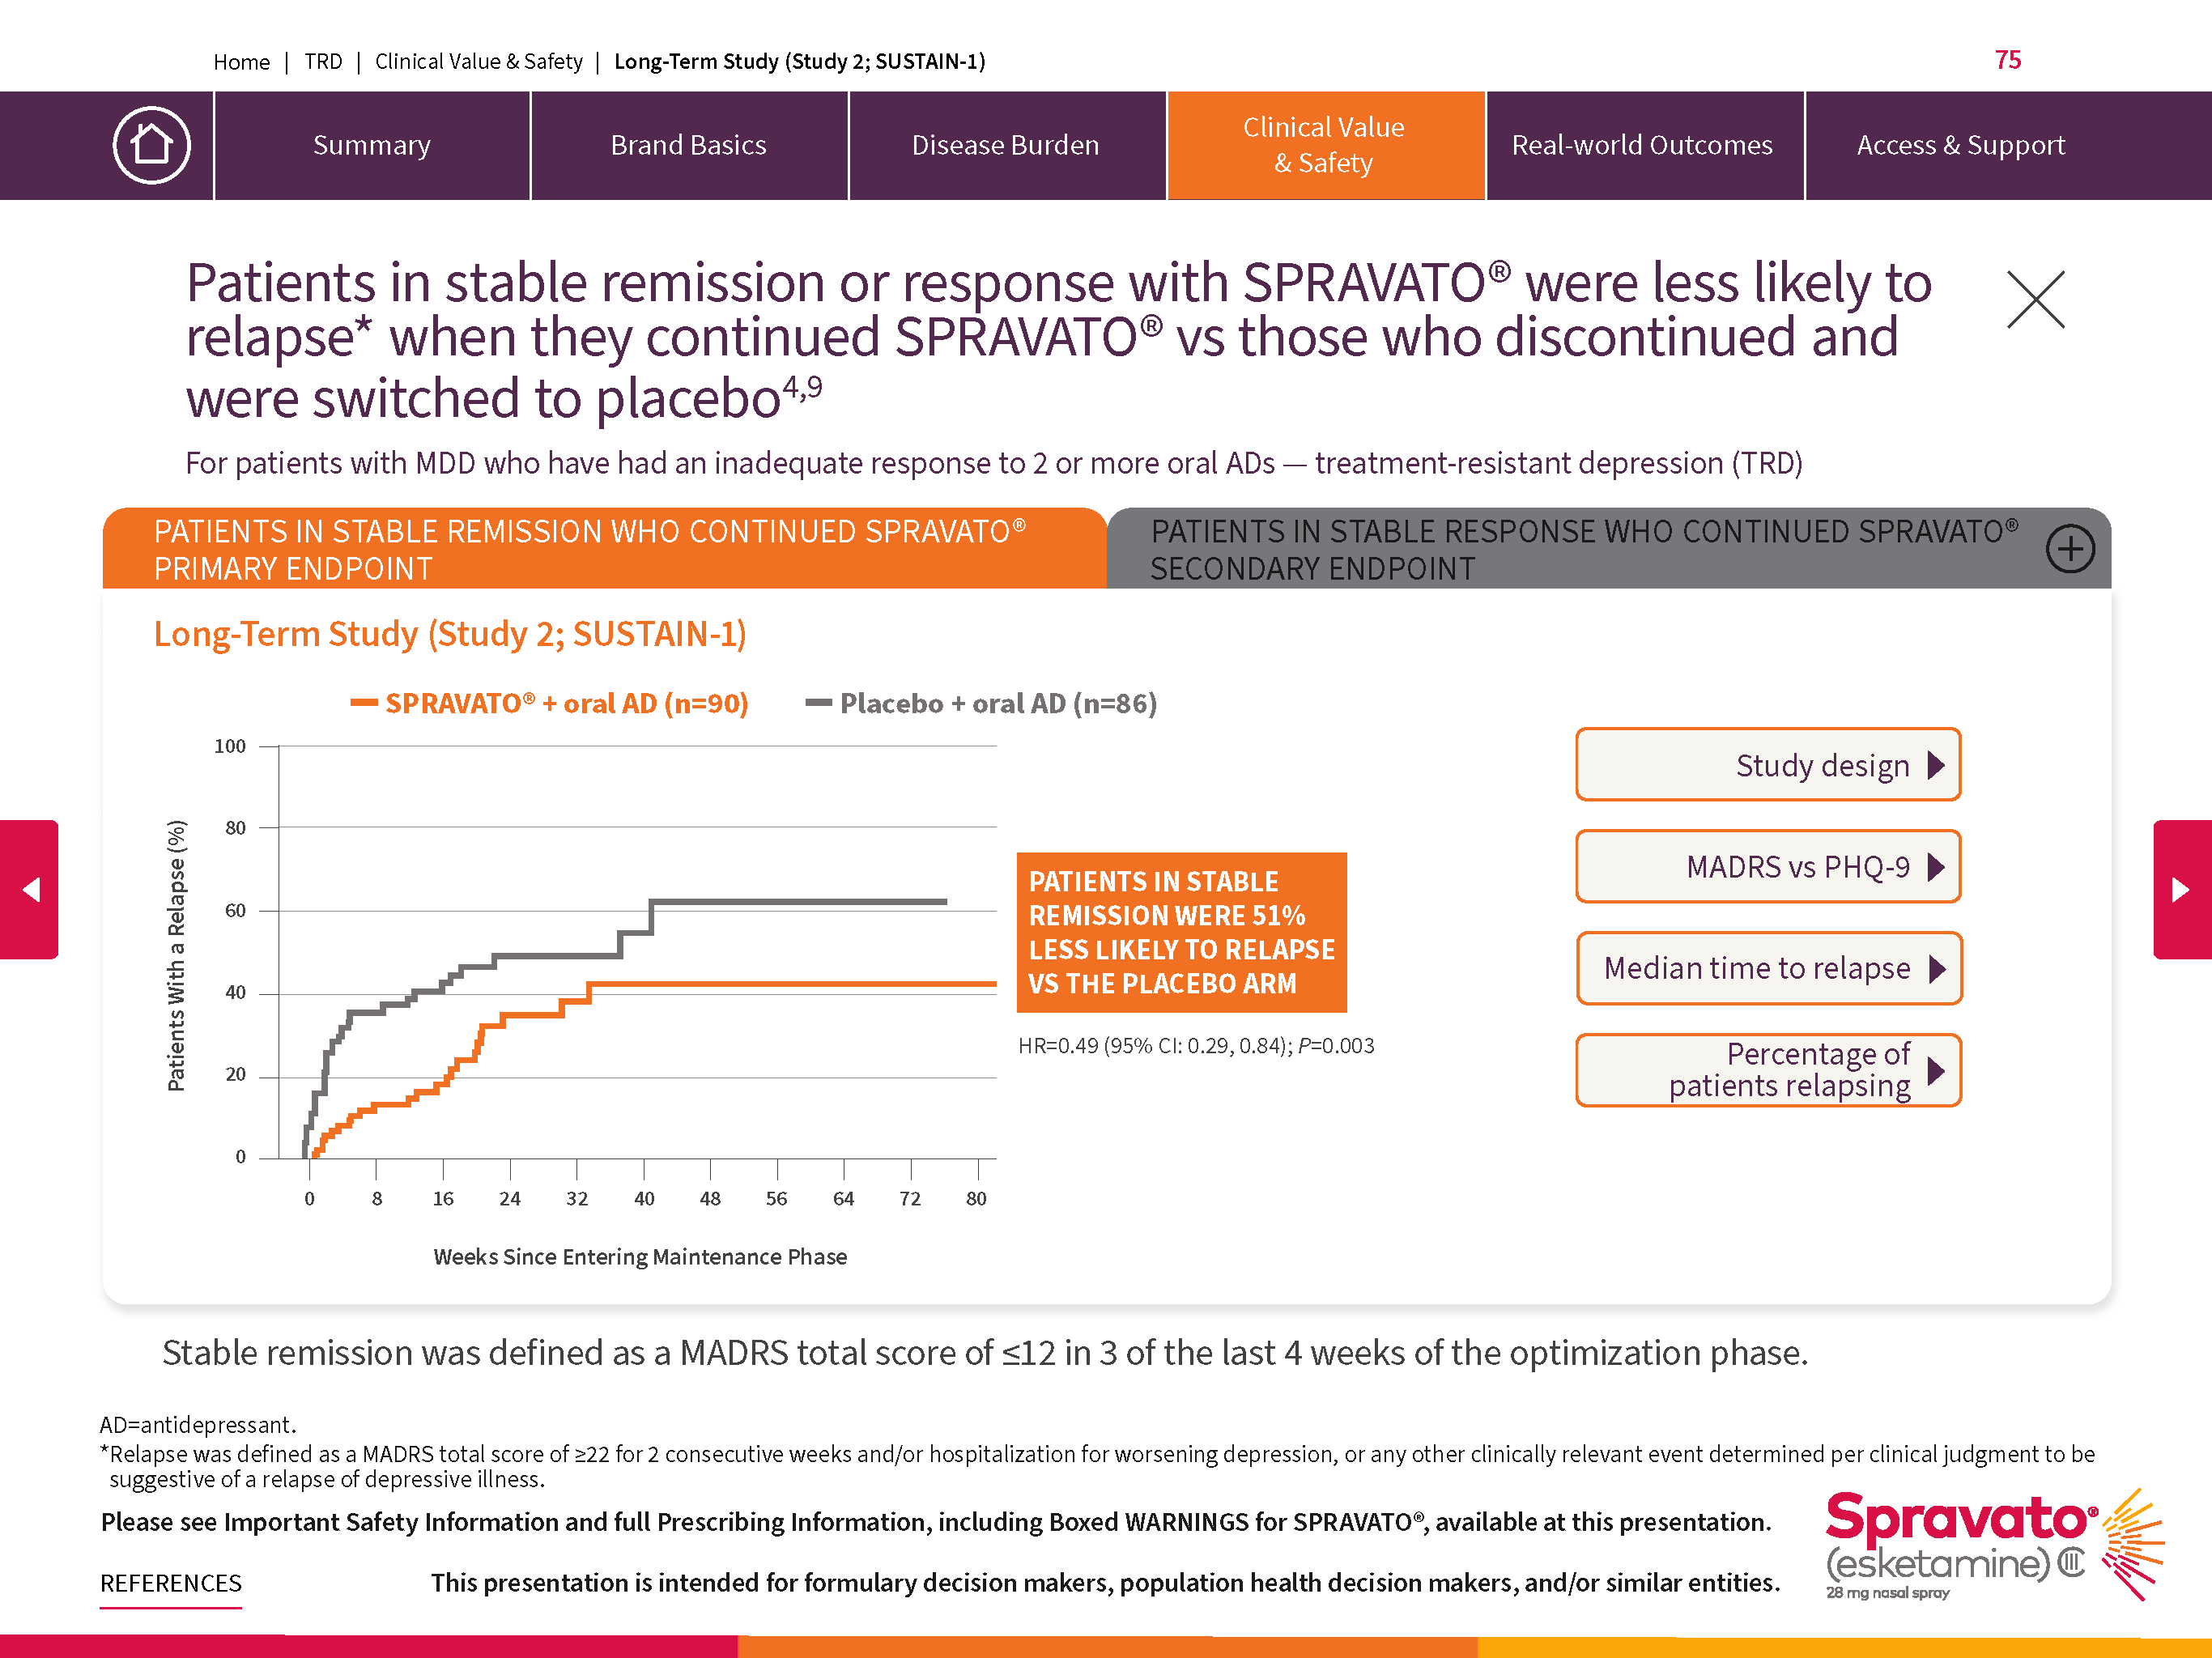 Home | TRD | Clinical Value & Safety | Long-Term Study (Study 2; SUSTAIN-1)
75
Summary
Brand Basics
Disease Burden
Clinical Value
& Safety
Real-world Outcomes
Access & Support
Patients in stable remission or response with SPRAVATO® were less likely to
relapse* when they continued SPRAVATO® vs those who discontinued and
were switched to placebo4,9
For patients with MDD who have had an inadequate response to 2 or more oral ADs — treatment-resistant depression (TRD)
PATIENTS IN STABLE REMISSION WHO CONTINUED SPRAVATO®
PRIMARY ENDPOINT
PATIENTS IN STABLE RESPONSE WHO CONTINUED SPRAVATO®
SECONDARY ENDPOINT
Long-Term Study (Study 2; SUSTAIN-1)
SPRAVATO® + oral AD (n=90)
Placebo + oral AD (n=86)
Patients With a Relapse (%)
100
80
60
40
20
0
0 8 16 24 32 40 48 56 64 72 80
Weeks Since Entering Maintenance Phase
PATIENTS IN STABLE
REMISSION WERE 51%
LESS LIKELY TO RELAPSE
VS THE PLACEBO ARM
HR=0.49 (95% CI: 0.29, 0.84); P=0.003
Study design
MADRS vs PHQ-9
Median time to relapse
Percentage of
patients relapsing
Stable remission was defined as a MADRS total score of ≤12 in 3 of the last 4 weeks of the optimization phase.
AD=antidepressant.
*Relapse was defined as a MADRS total score of ≥22 for 2 consecutive weeks and/or hospitalization for worsening depression, or any other clinically relevant event determined per clinical judgment to be
suggestive of a relapse of depressive illness.
Please see Important Safety Information and full Prescribing Information, including Boxed WARNINGS for SPRAVATO®, available at this presentation.
REFERENCES
This presentation is intended for formulary decision makers, population health decision makers, and/or similar entities.
Spravato®
(esketamine) CIII
28 mg nasal spray